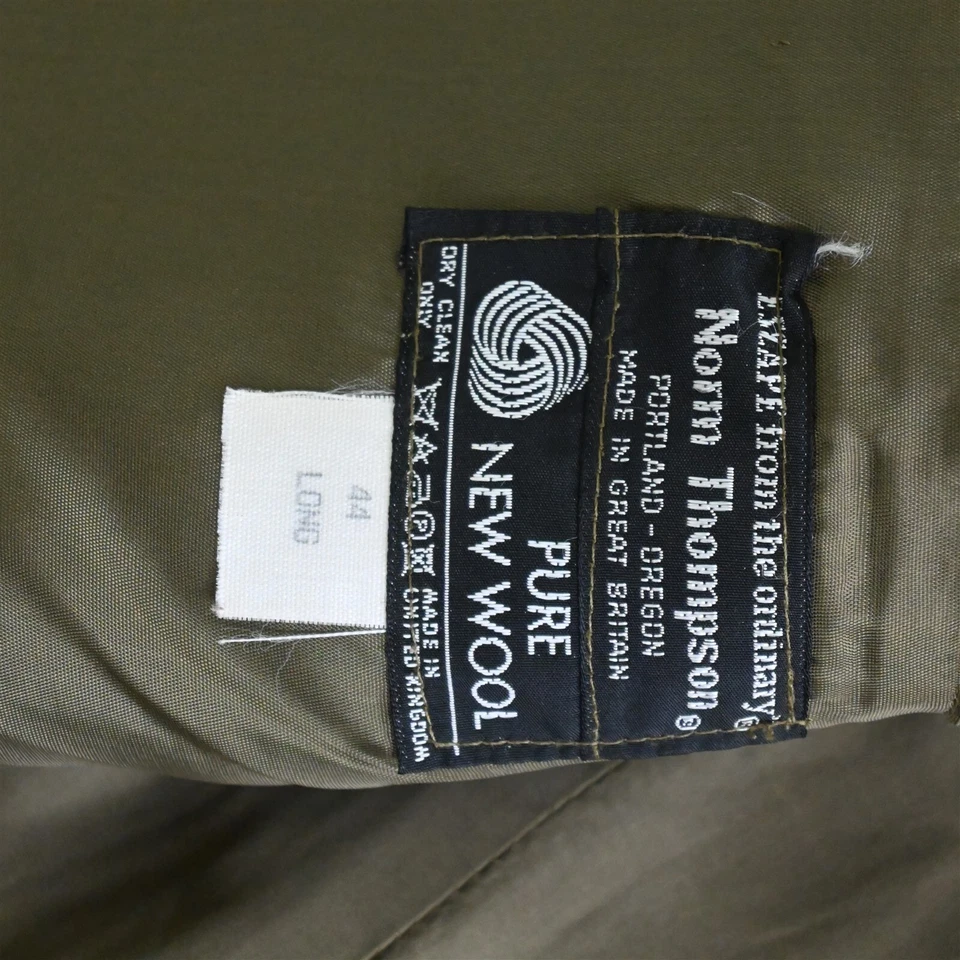 ESCAPE from the ordinary®
Norm Thompson®
PORTLAND-OREGON
MADE IN GREAT BRITAIN
PURE
NEW WOOL
DRY CLEAN ONLY
MADE IN UNITED KINGDOM
44
LONG